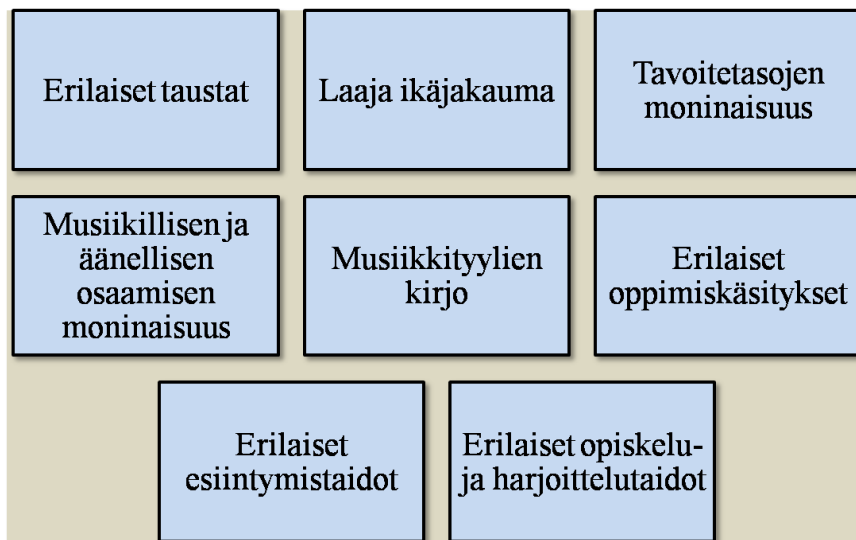 Erilaiset taustat
Laaja ikäjakauma
Tavoitetasojen
moninaisuus
Musiikillisen ja
äänellisen
osaamisen
moninaisuus
Musiikkityylien
kirjo
Erilaiset
oppimiskäsitykset
Erilaiset
esiintymistaidot
Erilaiset opiskelu-
ja harjoittelutaidot